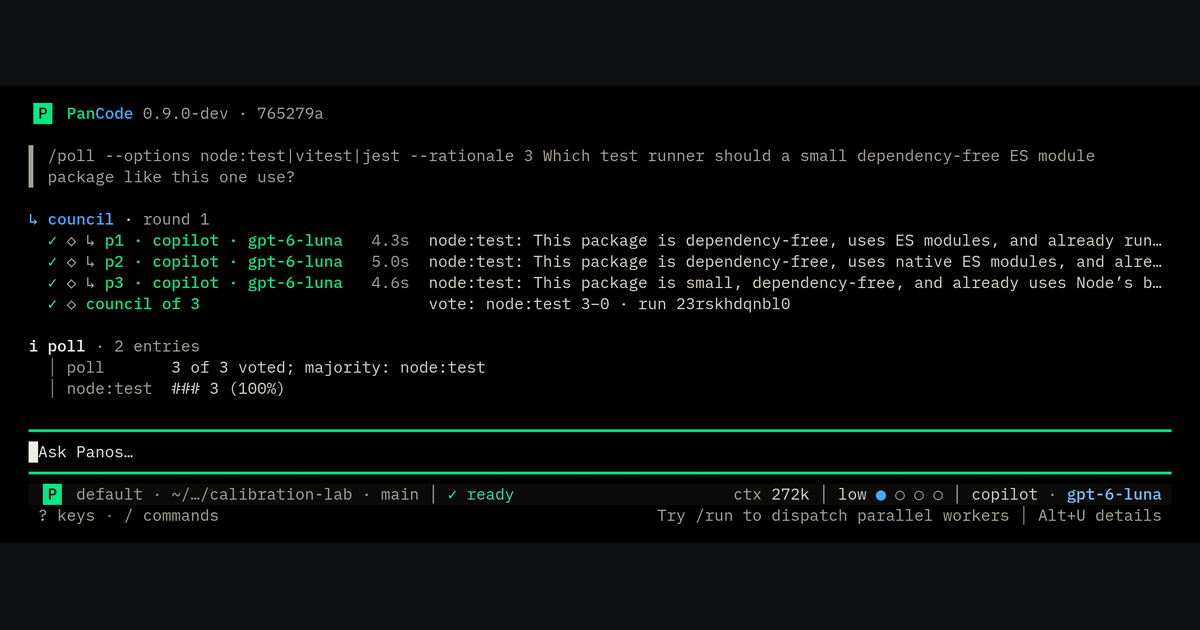 P PanCode 0.9.0-dev · 765279a
/poll --options node:test|vitest|jest --rationale 3 Which test runner should a small dependency-free ES module
package like this one use?
↳ council · round 1
✓ ◇ ↳ p1 · copilot · gpt-6-luna 4.3s node:test: This package is dependency-free, uses ES modules, and already run…
✓ ◇ ↳ p2 · copilot · gpt-6-luna 5.0s node:test: This package is dependency-free, uses native ES modules, and alre…
✓ ◇ ↳ p3 · copilot · gpt-6-luna 4.6s node:test: This package is small, dependency-free, and already uses Node’s b…
✓ ◇ council of 3 vote: node:test 3–0 · run 23rskhdqnbl0
i poll · 2 entries
│ poll 3 of 3 voted; majority: node:test
│ node:test ### 3 (100%)
Ask Panos…
P default · ~/…/calibration-lab · main │ ✓ ready ctx 272k │ low ● ○ ○ ○ │ copilot · gpt-6-luna
? keys · / commands Try /run to dispatch parallel workers │ Alt+U details